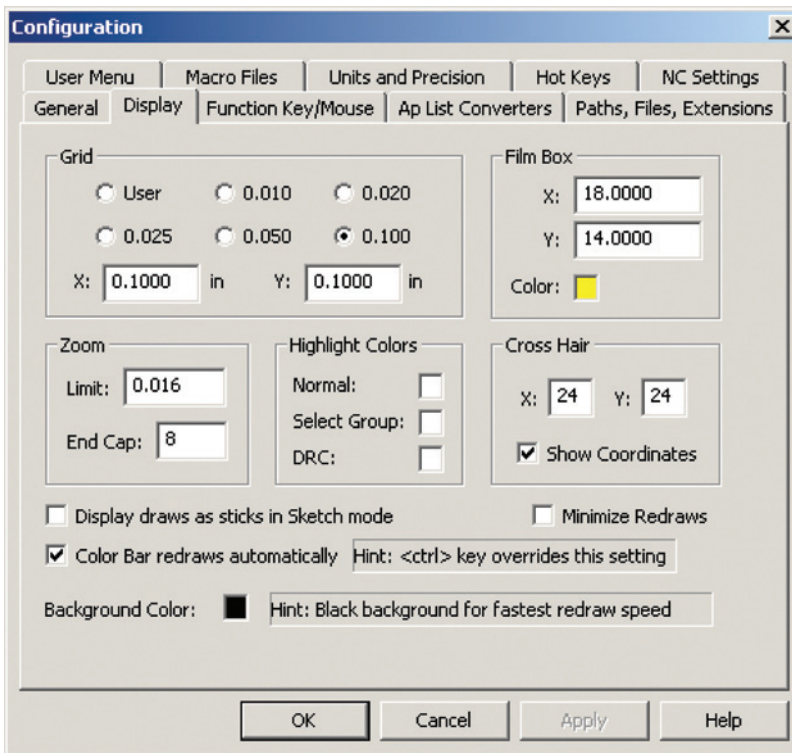 Configuration
User Menu Macro Files Units and Precision Hot Keys NC Settings
General Display Function Key/Mouse Ap List Converters Paths, Files, Extensions
Grid
User 0.010 0.020
0.025 0.050 0.100
X: 0.1000 in Y: 0.1000 in
Film Box
X: 18.0000
Y: 14.0000
Color:
Zoom
Limit: 0.016
End Cap: 8
Highlight Colors
Normal:
Select Group:
DRC:
Cross Hair
X: 24 Y: 24
Show Coordinates
Display draws as sticks in Sketch mode
Minimize Redraws
Color Bar redraws automatically Hint: <ctrl> key overrides this setting
Background Color: Hint: Black background for fastest redraw speed
OK Cancel Apply Help